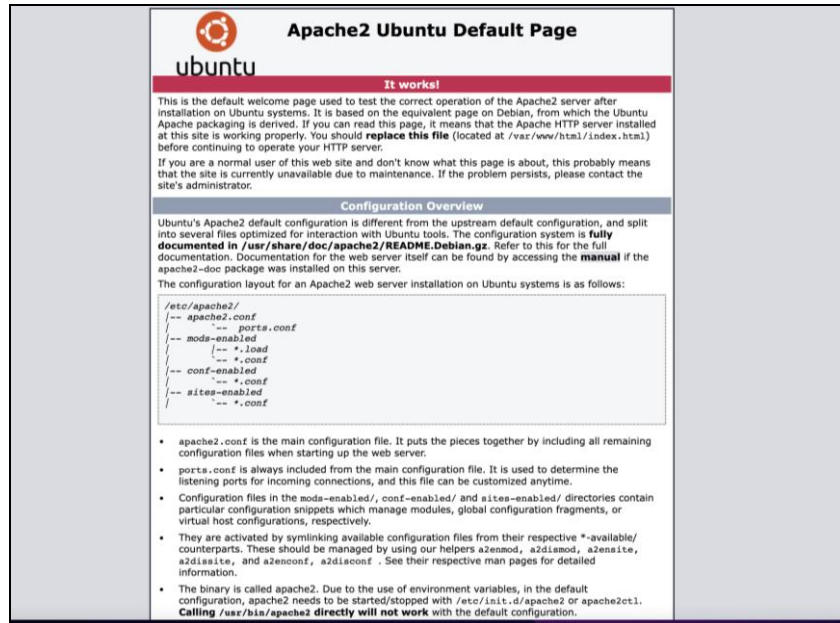 ubuntu
Apache2 Ubuntu Default Page
It works!
This is the default welcome page used to test the correct operation of the Apache2 server after
installation on Ubuntu systems. It is based on the equivalent page on Debian, from which the Ubuntu
Apache packaging is derived. If you can read this page, it means that the Apache HTTP server installed
at this site is working properly. You should replace this file (located at /var/www/html/index.html)
before continuing to operate your HTTP server.
If you are a normal user of this web site and don't know what this page is about, this probably means
that the site is currently unavailable due to maintenance. If the problem persists, please contact the
site's administrator.
Configuration Overview
Ubuntu's Apache2 default configuration is different from the upstream default configuration, and split
into several files optimized for interaction with Ubuntu tools. The configuration system is fully
documented in /usr/share/doc/apache2/README.Debian.gz. Refer to this for the full
documentation. Documentation for the web server itself can be found by accessing the manual if the
apache2-doc package was installed on this server.
The configuration layout for an Apache2 web server installation on Ubuntu systems is as follows:
/etc/apache2/
|-- apache2.conf
|       `--  ports.conf
|-- mods-enabled
|       |-- *.load
|       `-- *.conf
|-- conf-enabled
|       `-- *.conf
|-- sites-enabled
|       `-- *.conf
• apache2.conf is the main configuration file. It puts the pieces together by including all remaining
configuration files when starting up the web server.
• ports.conf is always included from the main configuration file. It is used to determine the
listening ports for incoming connections, and this file can be customized anytime.
• Configuration files in the mods-enabled/, conf-enabled/ and sites-enabled/ directories contain
particular configuration snippets which manage modules, global configuration fragments, or
virtual host configurations, respectively.
• They are activated by symlinking available configuration files from their respective *-available/
counterparts. These should be managed by using our helpers a2enmod, a2dismod, a2ensite,
a2dissite, and a2enconf, a2disconf . See their respective man pages for detailed
information.
• The binary is called apache2. Due to the use of environment variables, in the default
configuration, apache2 needs to be started/stopped with /etc/init.d/apache2 or apache2ctl.
Calling /usr/bin/apache2 directly will not work with the default configuration.